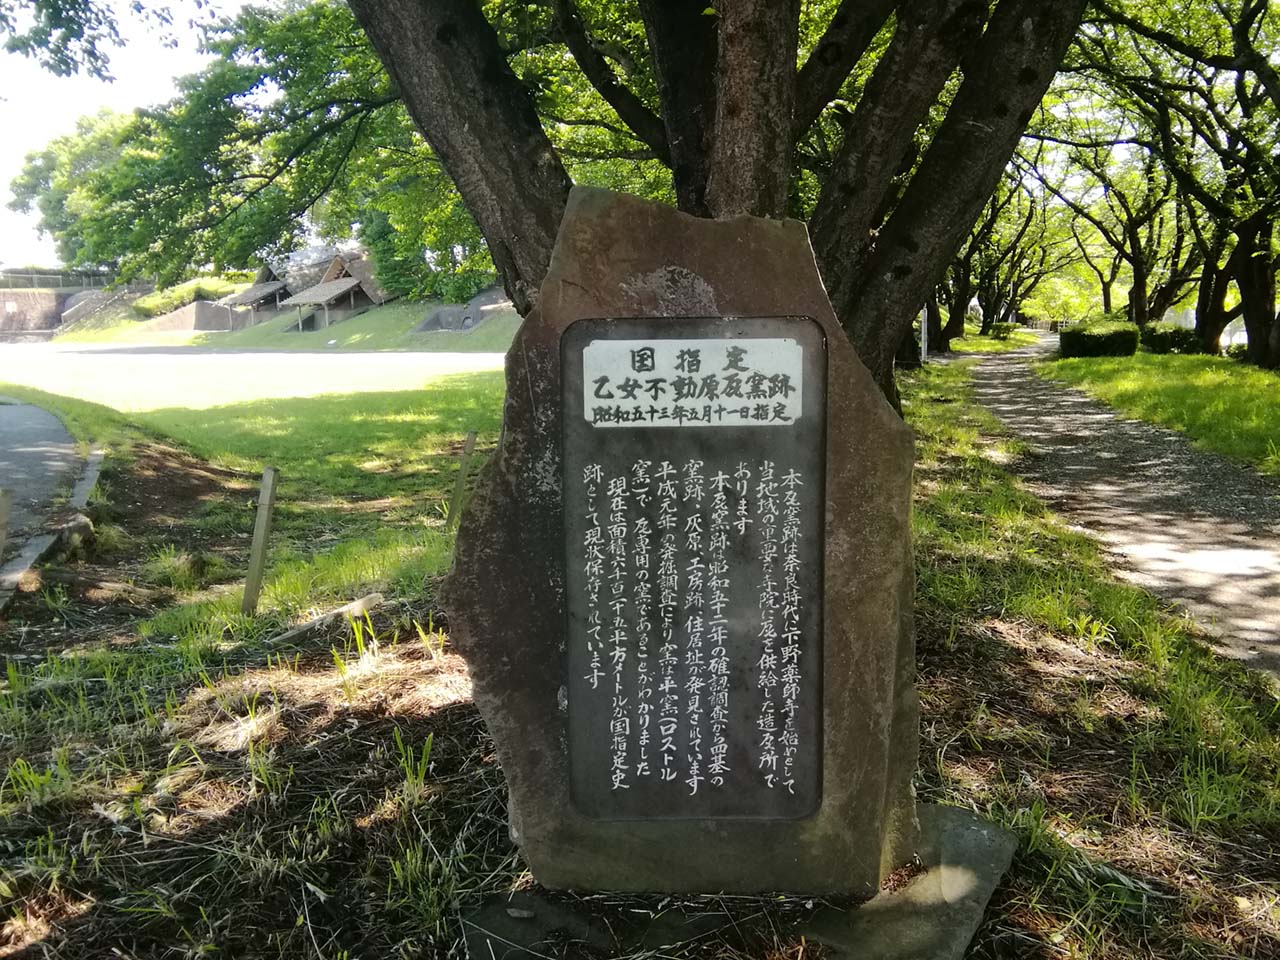 国指定
乙女不動原瓦窯跡
昭和五十三年五月十一日指定
本瓦窯跡は奈良時代に下野薬師寺を始めとして
当地域の重要な寺院に瓦を供給した造瓦所で
あります
本瓦窯跡は昭和五十二年の確認調査から四基の
窯跡、灰原、工房跡、住居址が発見されています
平成元年の発掘調査により窯は平窯(ロストル
窯)で瓦専用の窯であることがわかりました
現在は面積六千百二十五平方メートルが国指定史
跡として現状保存されています